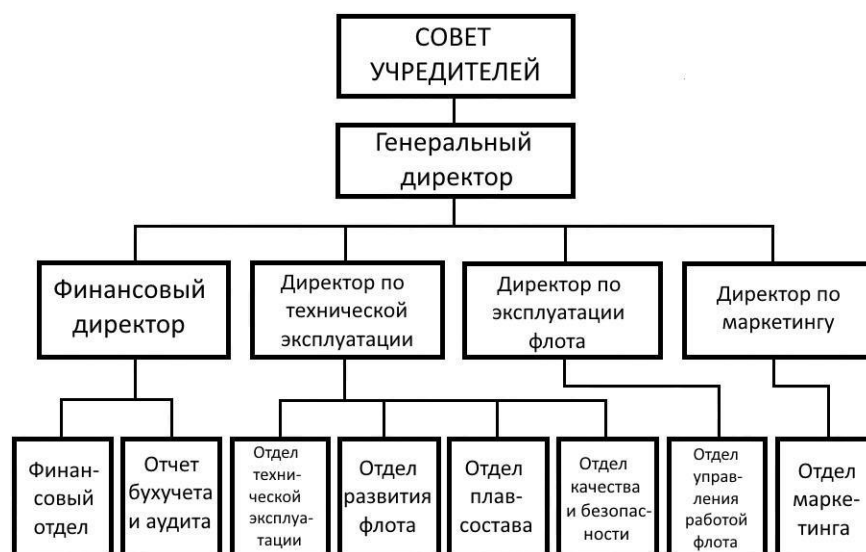 СОВЕТ
УЧРЕДИТЕЛЕЙ
Генеральный
директор
Финансовый
директор
Директор по
технической
эксплуатации
Директор по
эксплуатации
флота
Директор по
маркетингу
Финан-
совый
отдел
Отчет
бухучета
и аудита
Отдел
техни-
ческой
эксплуа-
тации
Отдел
развития
флота
Отдел
плав-
состава
Отдел
качества
и безопас-
ности
Отдел
управ-
ления
работой
флота
Отдел
марке-
тинга